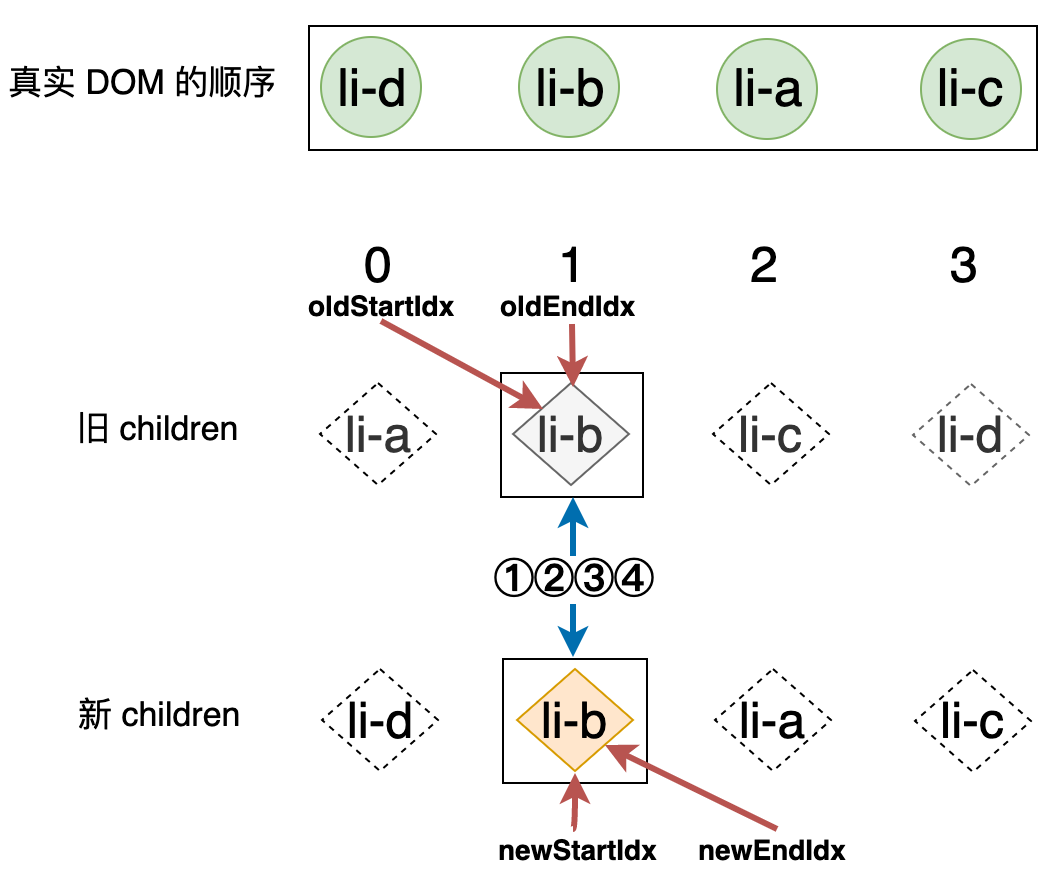 真实 DOM 的顺序 li-d li-b li-a li-c
0 1 2 3
oldStartIdx oldEndIdx
旧 children li-a li-b li-c li-d
①②③④
新 children li-d li-b li-a li-c
newStartIdx newEndIdx